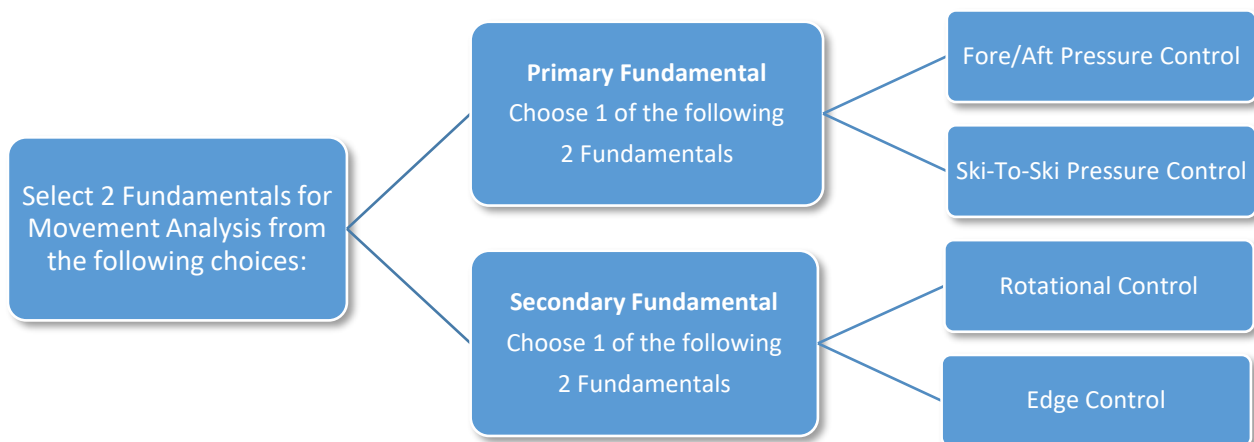 Select 2 Fundamentals for
Movement Analysis from
the following choices:
Primary Fundamental
Choose 1 of the following
2 Fundamentals
Fore/Aft Pressure Control
Ski-To-Ski Pressure Control
Secondary Fundamental
Choose 1 of the following
2 Fundamentals
Rotational Control
Edge Control